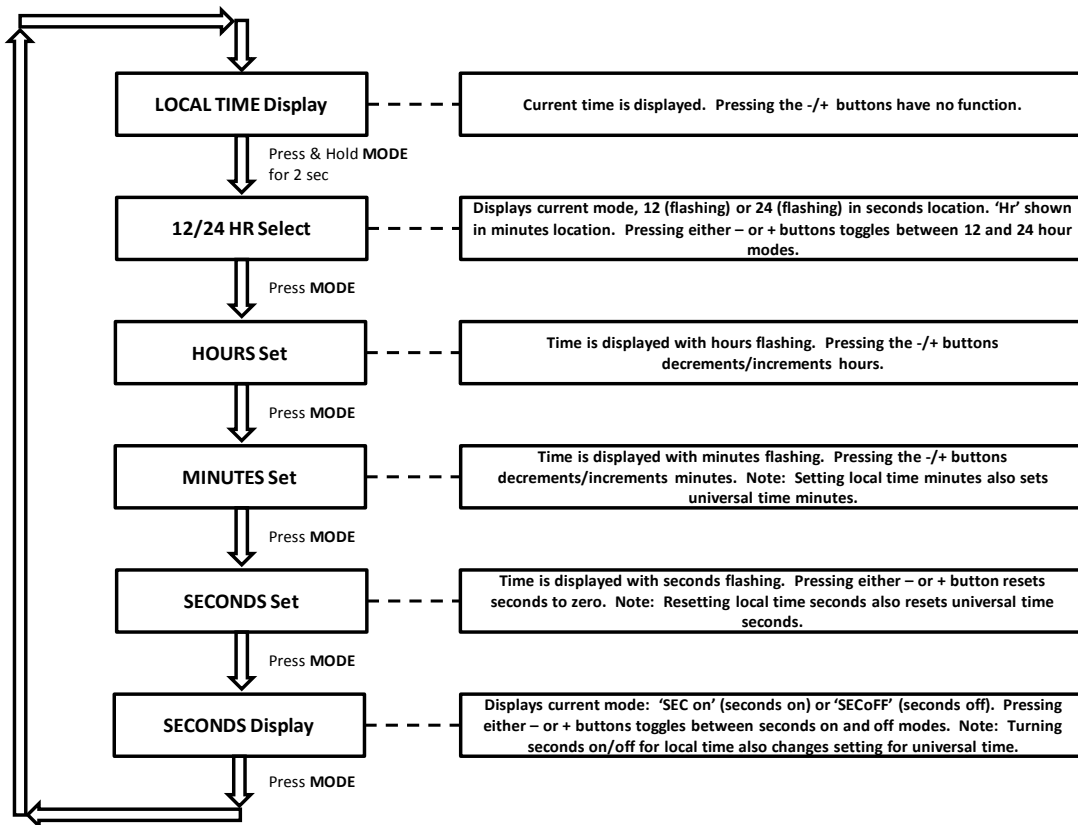 LOCAL TIME Display
Current time is displayed. Pressing the -/+ buttons have no function.
Press & Hold MODE
for 2 sec
12/24 HR Select
Displays current mode, 12 (flashing) or 24 (flashing) in seconds location. ‘Hr’ shown
in minutes location. Pressing either – or + buttons toggles between 12 and 24 hour
modes.
Press MODE
HOURS Set
Time is displayed with hours flashing. Pressing the -/+ buttons
decrements/increments hours.
Press MODE
MINUTES Set
Time is displayed with minutes flashing. Pressing the -/+ buttons
decrements/increments minutes. Note: Setting local time minutes also sets
universal time minutes.
Press MODE
SECONDS Set
Time is displayed with seconds flashing. Pressing either – or + button resets
seconds to zero. Note: Resetting local time seconds also resets universal time
seconds.
Press MODE
SECONDS Display
Displays current mode: ‘SEC on’ (seconds on) or ‘SECoFF’ (seconds off). Pressing
either – or + buttons toggles between seconds on and off modes. Note: Turning
seconds on/off for local time also changes setting for universal time.
Press MODE